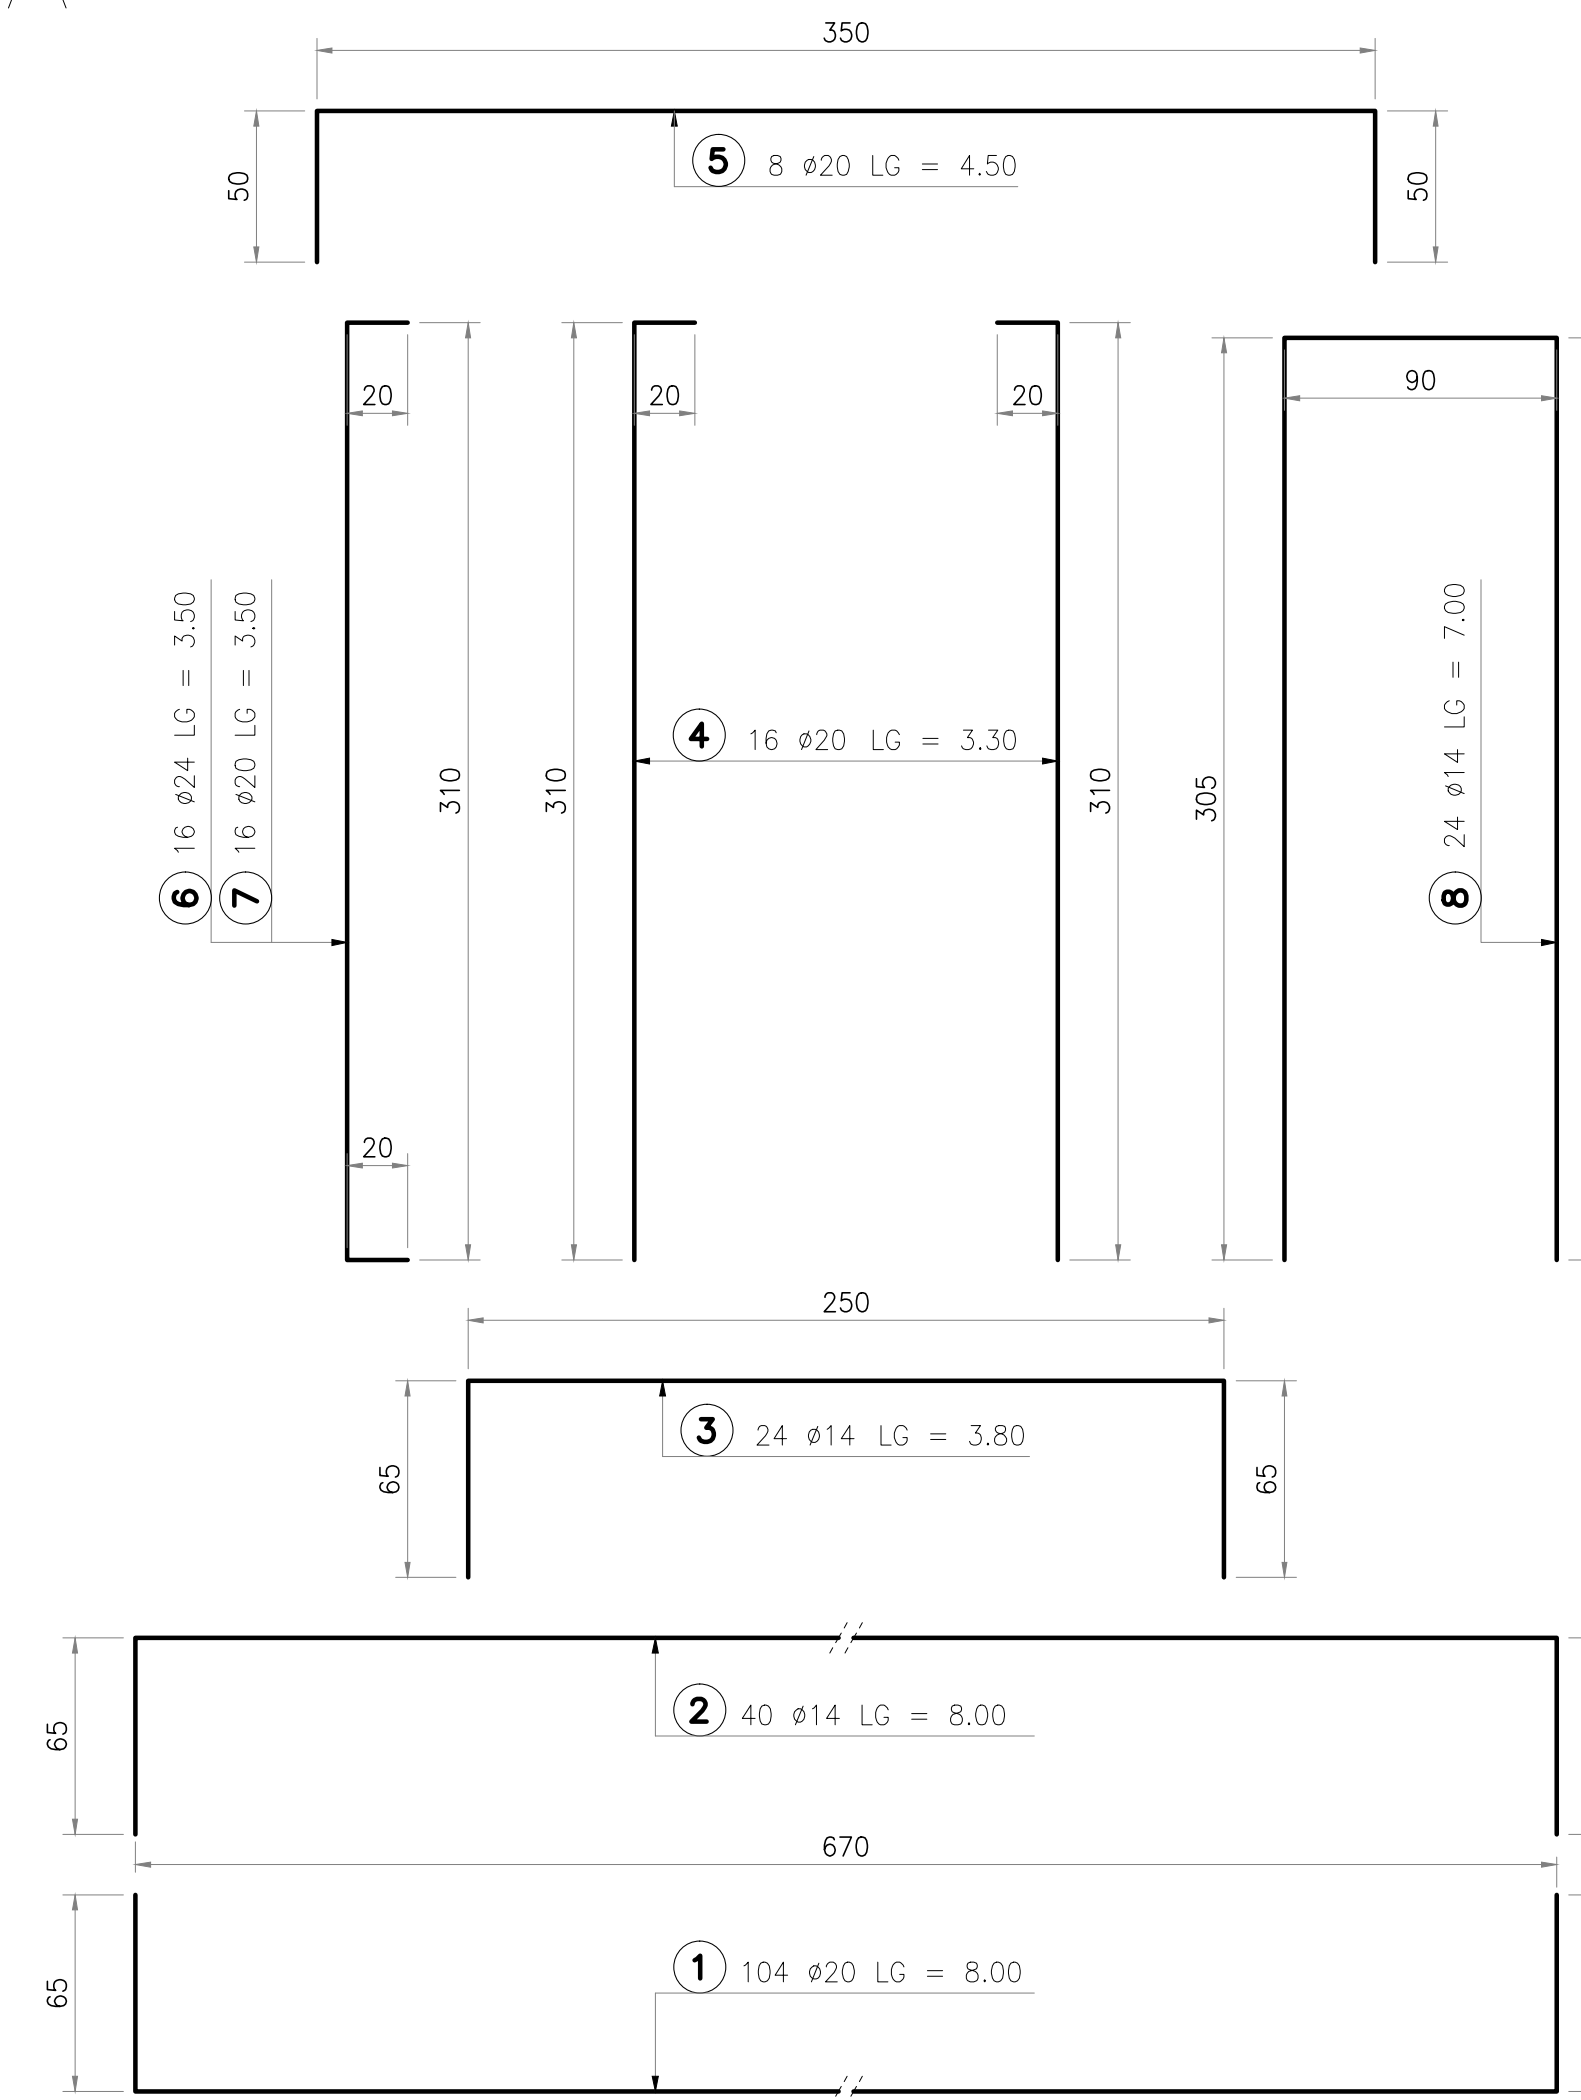 350
50
5 8 ø20 LG = 4.50
50
20
20
20
90
6 16 ø24 LG = 3.50
7 16 ø20 LG = 3.50
310
310
4 16 ø20 LG = 3.30
310
305
8 24 ø14 LG = 7.00
20
250
65
3 24 ø14 LG = 3.80
65
65
2 40 ø14 LG = 8.00
670
65
1 104 ø20 LG = 8.00